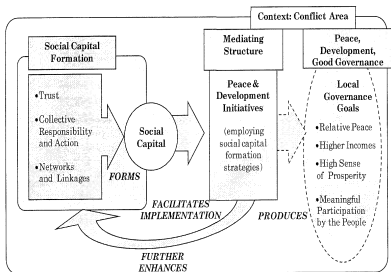 Context: Conflict Area
Social Capital
Formation
•Trust
•Collective
Responsibility
and Action
•Networks
and Linkages
FORMS
Social
Capital
Mediating
Structure
Peace &
Development
Initiatives
(employing
social capital
formation
strategies)
FACILITATES
IMPLEMENTATION
PRODUCES
FURTHER
ENHANCES
Peace,
Development,
Good Governance
Local
Governance
Goals
•Relative Peace
•Higher Incomes
•High Sense
of Prosperity
•Meaningful
Participation
by the People